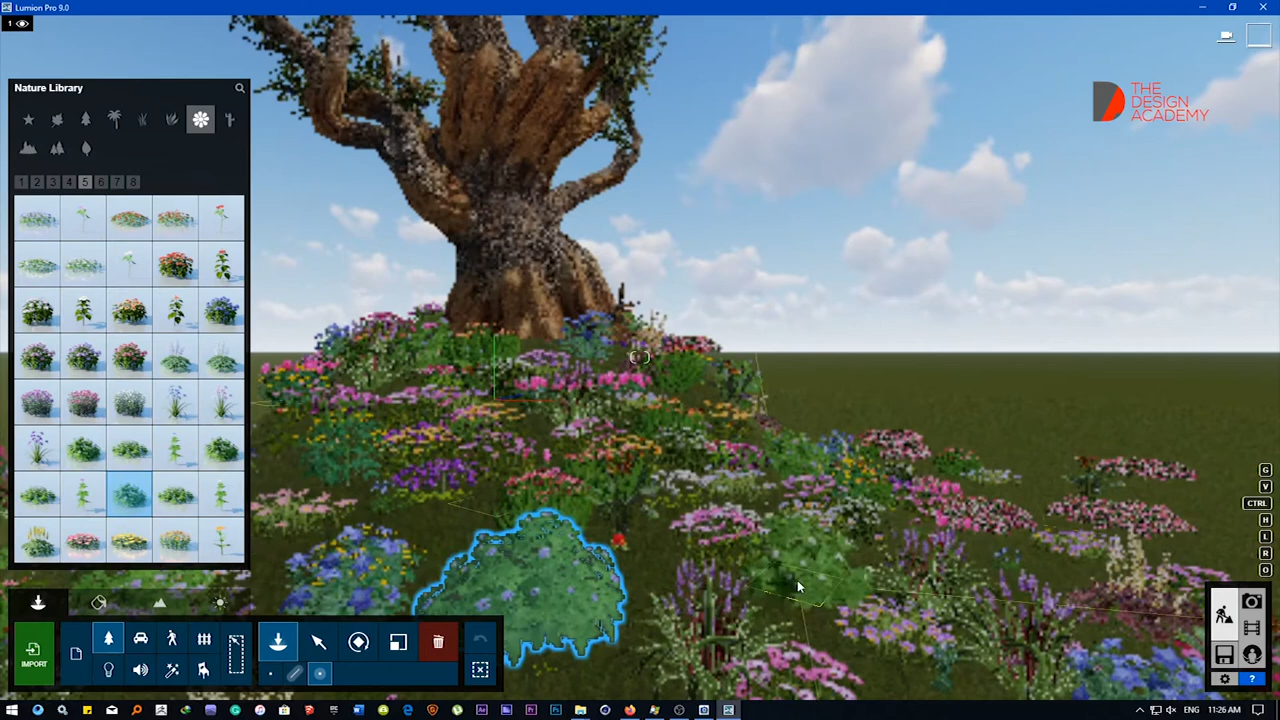 Lumion Pro 9.0
1
Nature Library
THE
DESIGN
ACADEMY
1 2 3 4 5 6 7 8
G
V
CTRL
H
L
R
O
IMPORT
?
ENG
11:26 AM